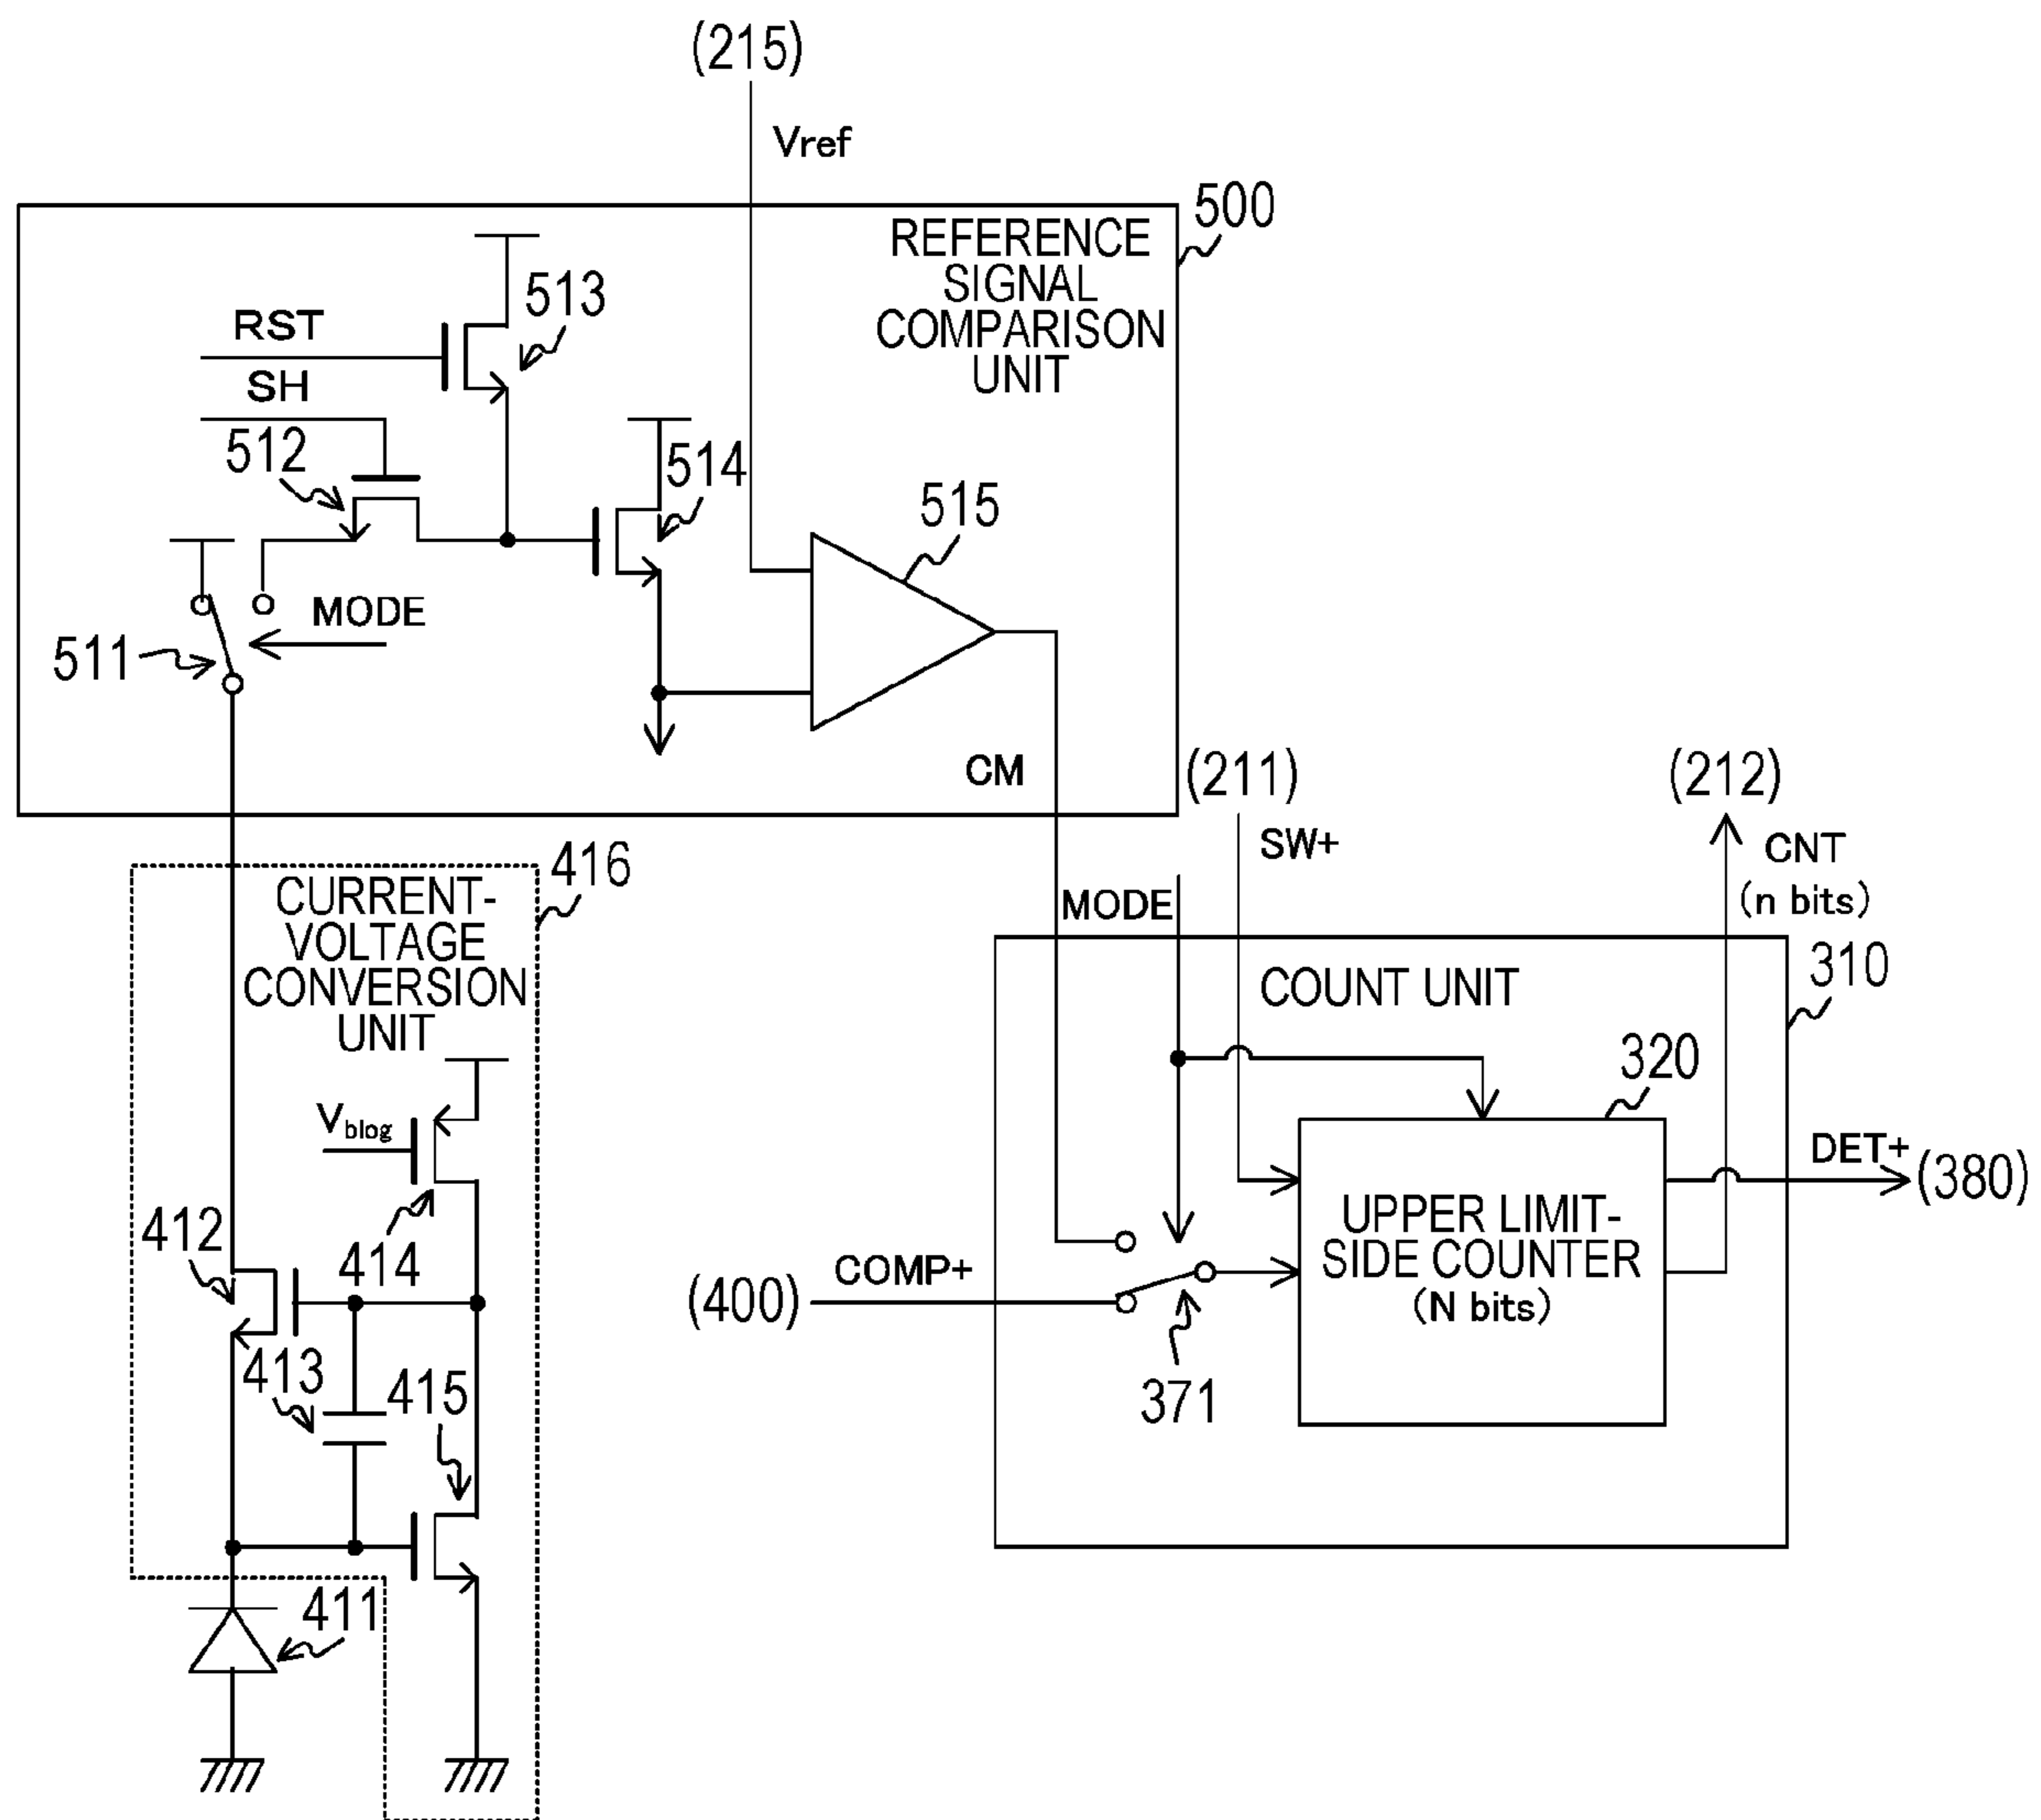 (215)
Vref
500
REFERENCE
SIGNAL
COMPARISON
UNIT
513
RST
SH
512
514
515
MODE
511
CM
(211)
SW+
(212)
CNT
(n bits)
416
CURRENT-
VOLTAGE
CONVERSION
UNIT
MODE
310
COUNT UNIT
320
Vblog
DET+
(380)
412
414
UPPER LIMIT-
SIDE COUNTER
(N bits)
COMP+
(400)
413
415
371
411